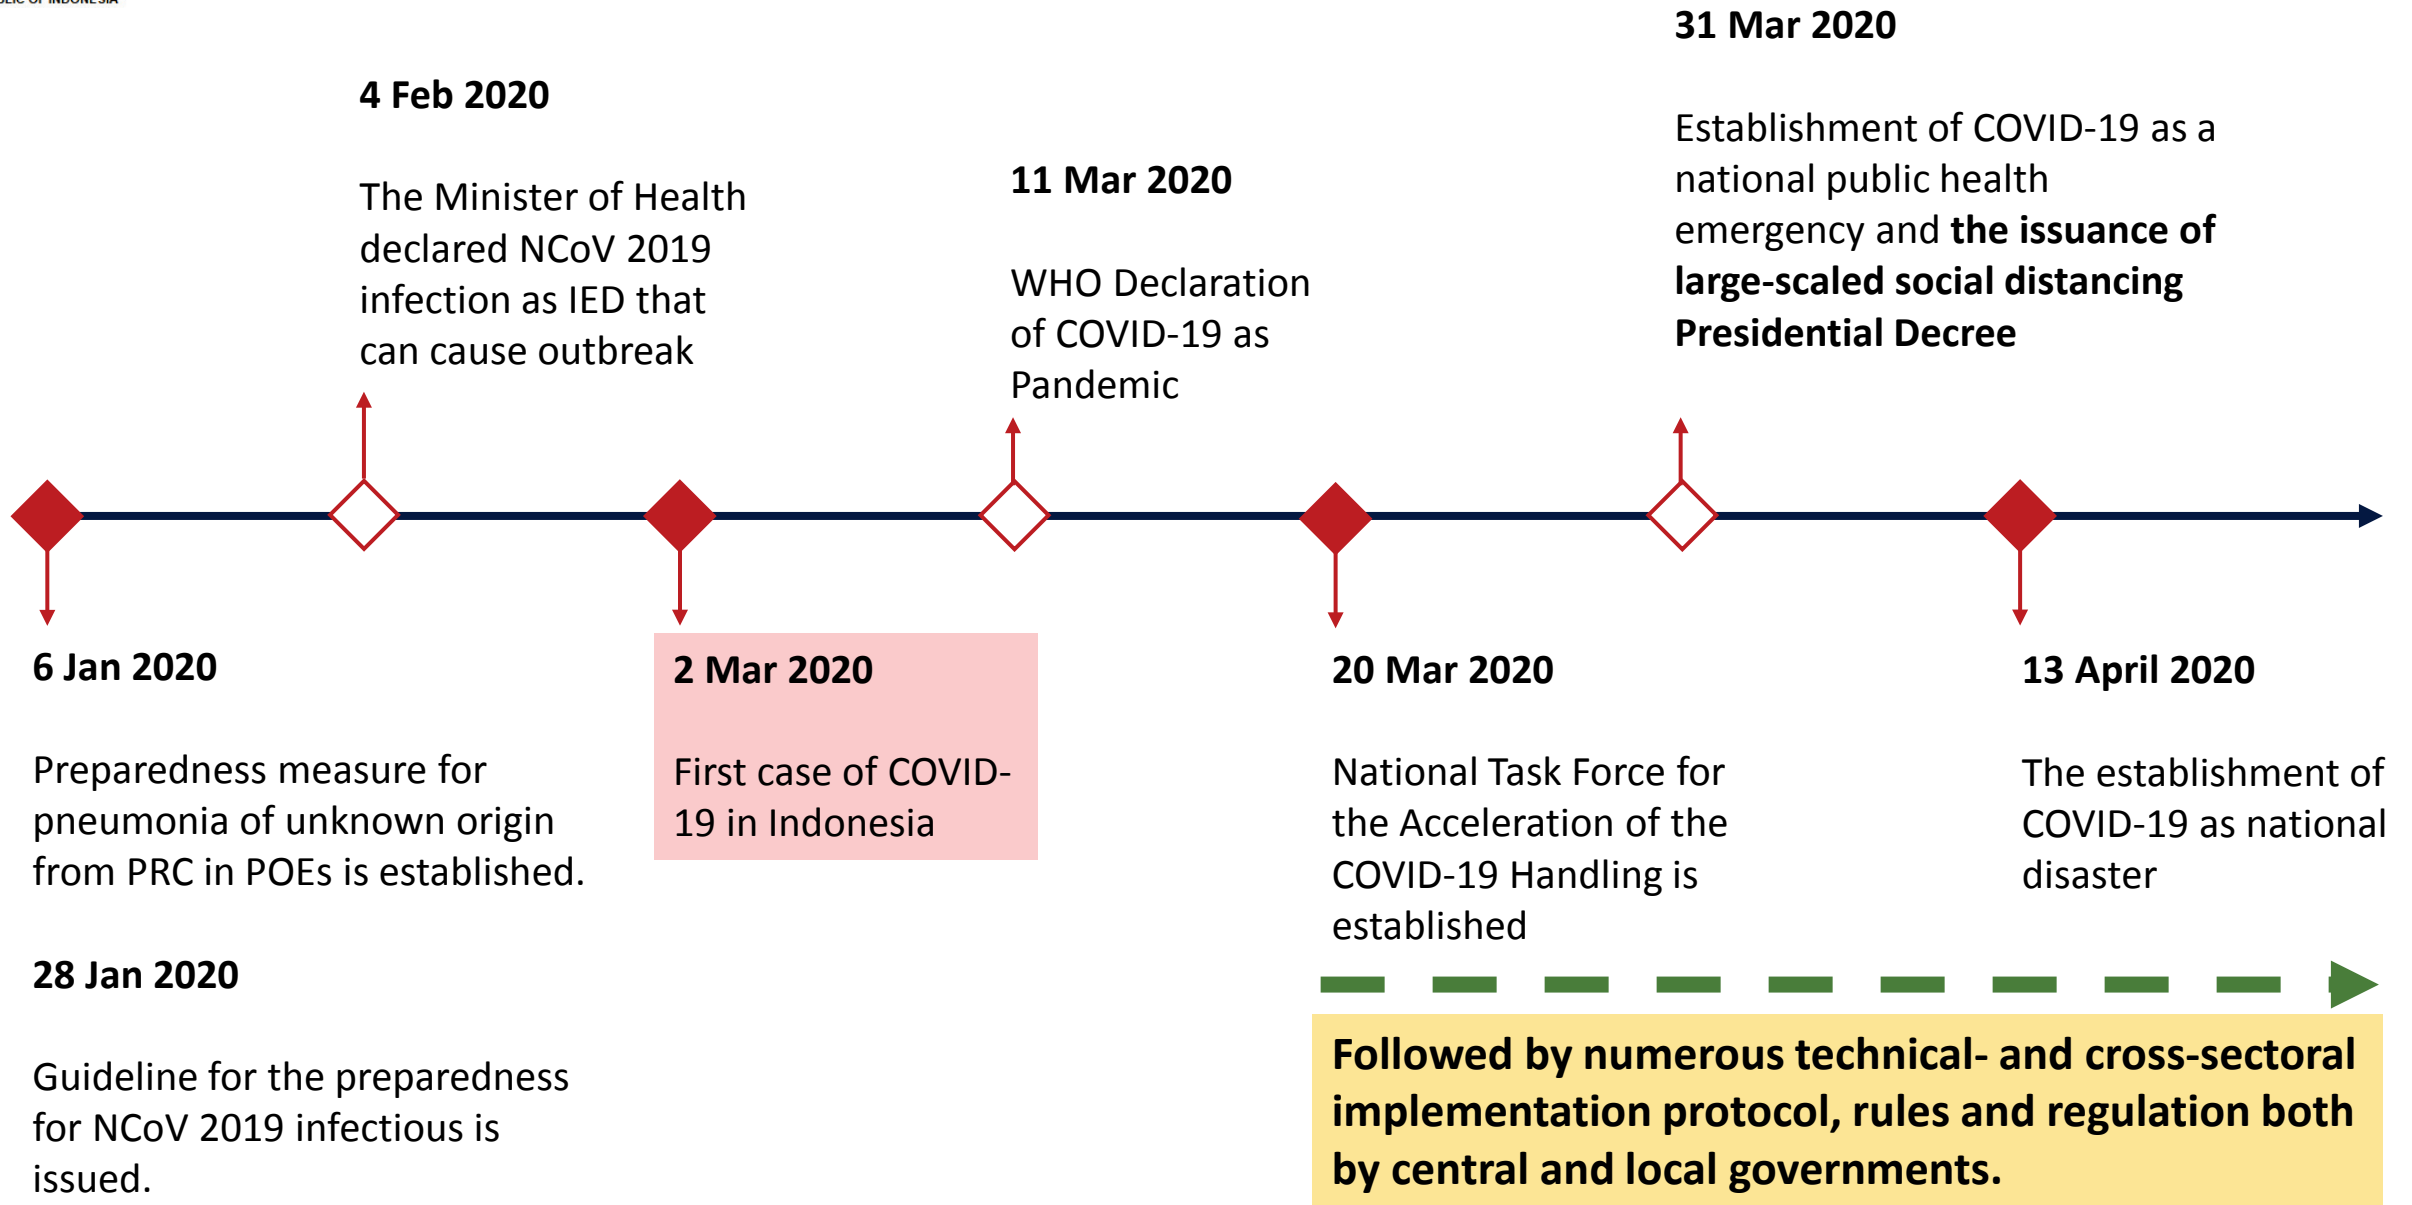 REPUBLIC OF INDONESIA
31 Mar 2020
Establishment of COVID-19 as a
national public health
emergency and the issuance of
large-scaled social distancing
Presidential Decree
4 Feb 2020
The Minister of Health
declared NCoV 2019
infection as IED that
can cause outbreak
11 Mar 2020
WHO Declaration
of COVID-19 as
Pandemic
6 Jan 2020
Preparedness measure for
pneumonia of unknown origin
from PRC in POEs is established.
28 Jan 2020
Guideline for the preparedness
for NCoV 2019 infectious is
issued.
2 Mar 2020
First case of COVID-
19 in Indonesia
20 Mar 2020
National Task Force for
the Acceleration of the
COVID-19 Handling is
established
13 April 2020
The establishment of
COVID-19 as national
disaster
Followed by numerous technical- and cross-sectoral
implementation protocol, rules and regulation both
by central and local governments.